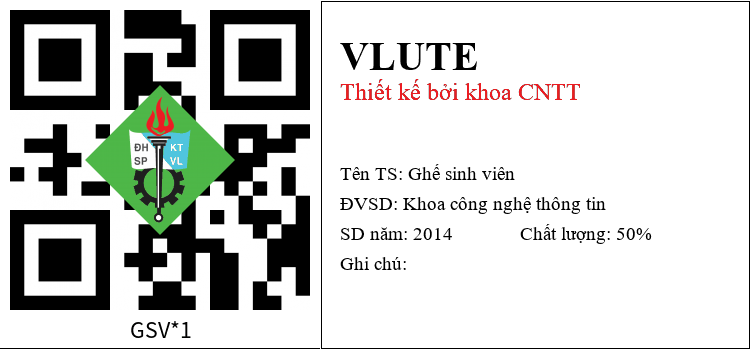 ĐH KT
SP VL
GSV*1
VLUTE
Thiết kế bởi khoa CNTT
Tên TS: Ghế sinh viên
ĐVSD: Khoa công nghệ thông tin
SD năm: 2014 Chất lượng: 50%
Ghi chú: